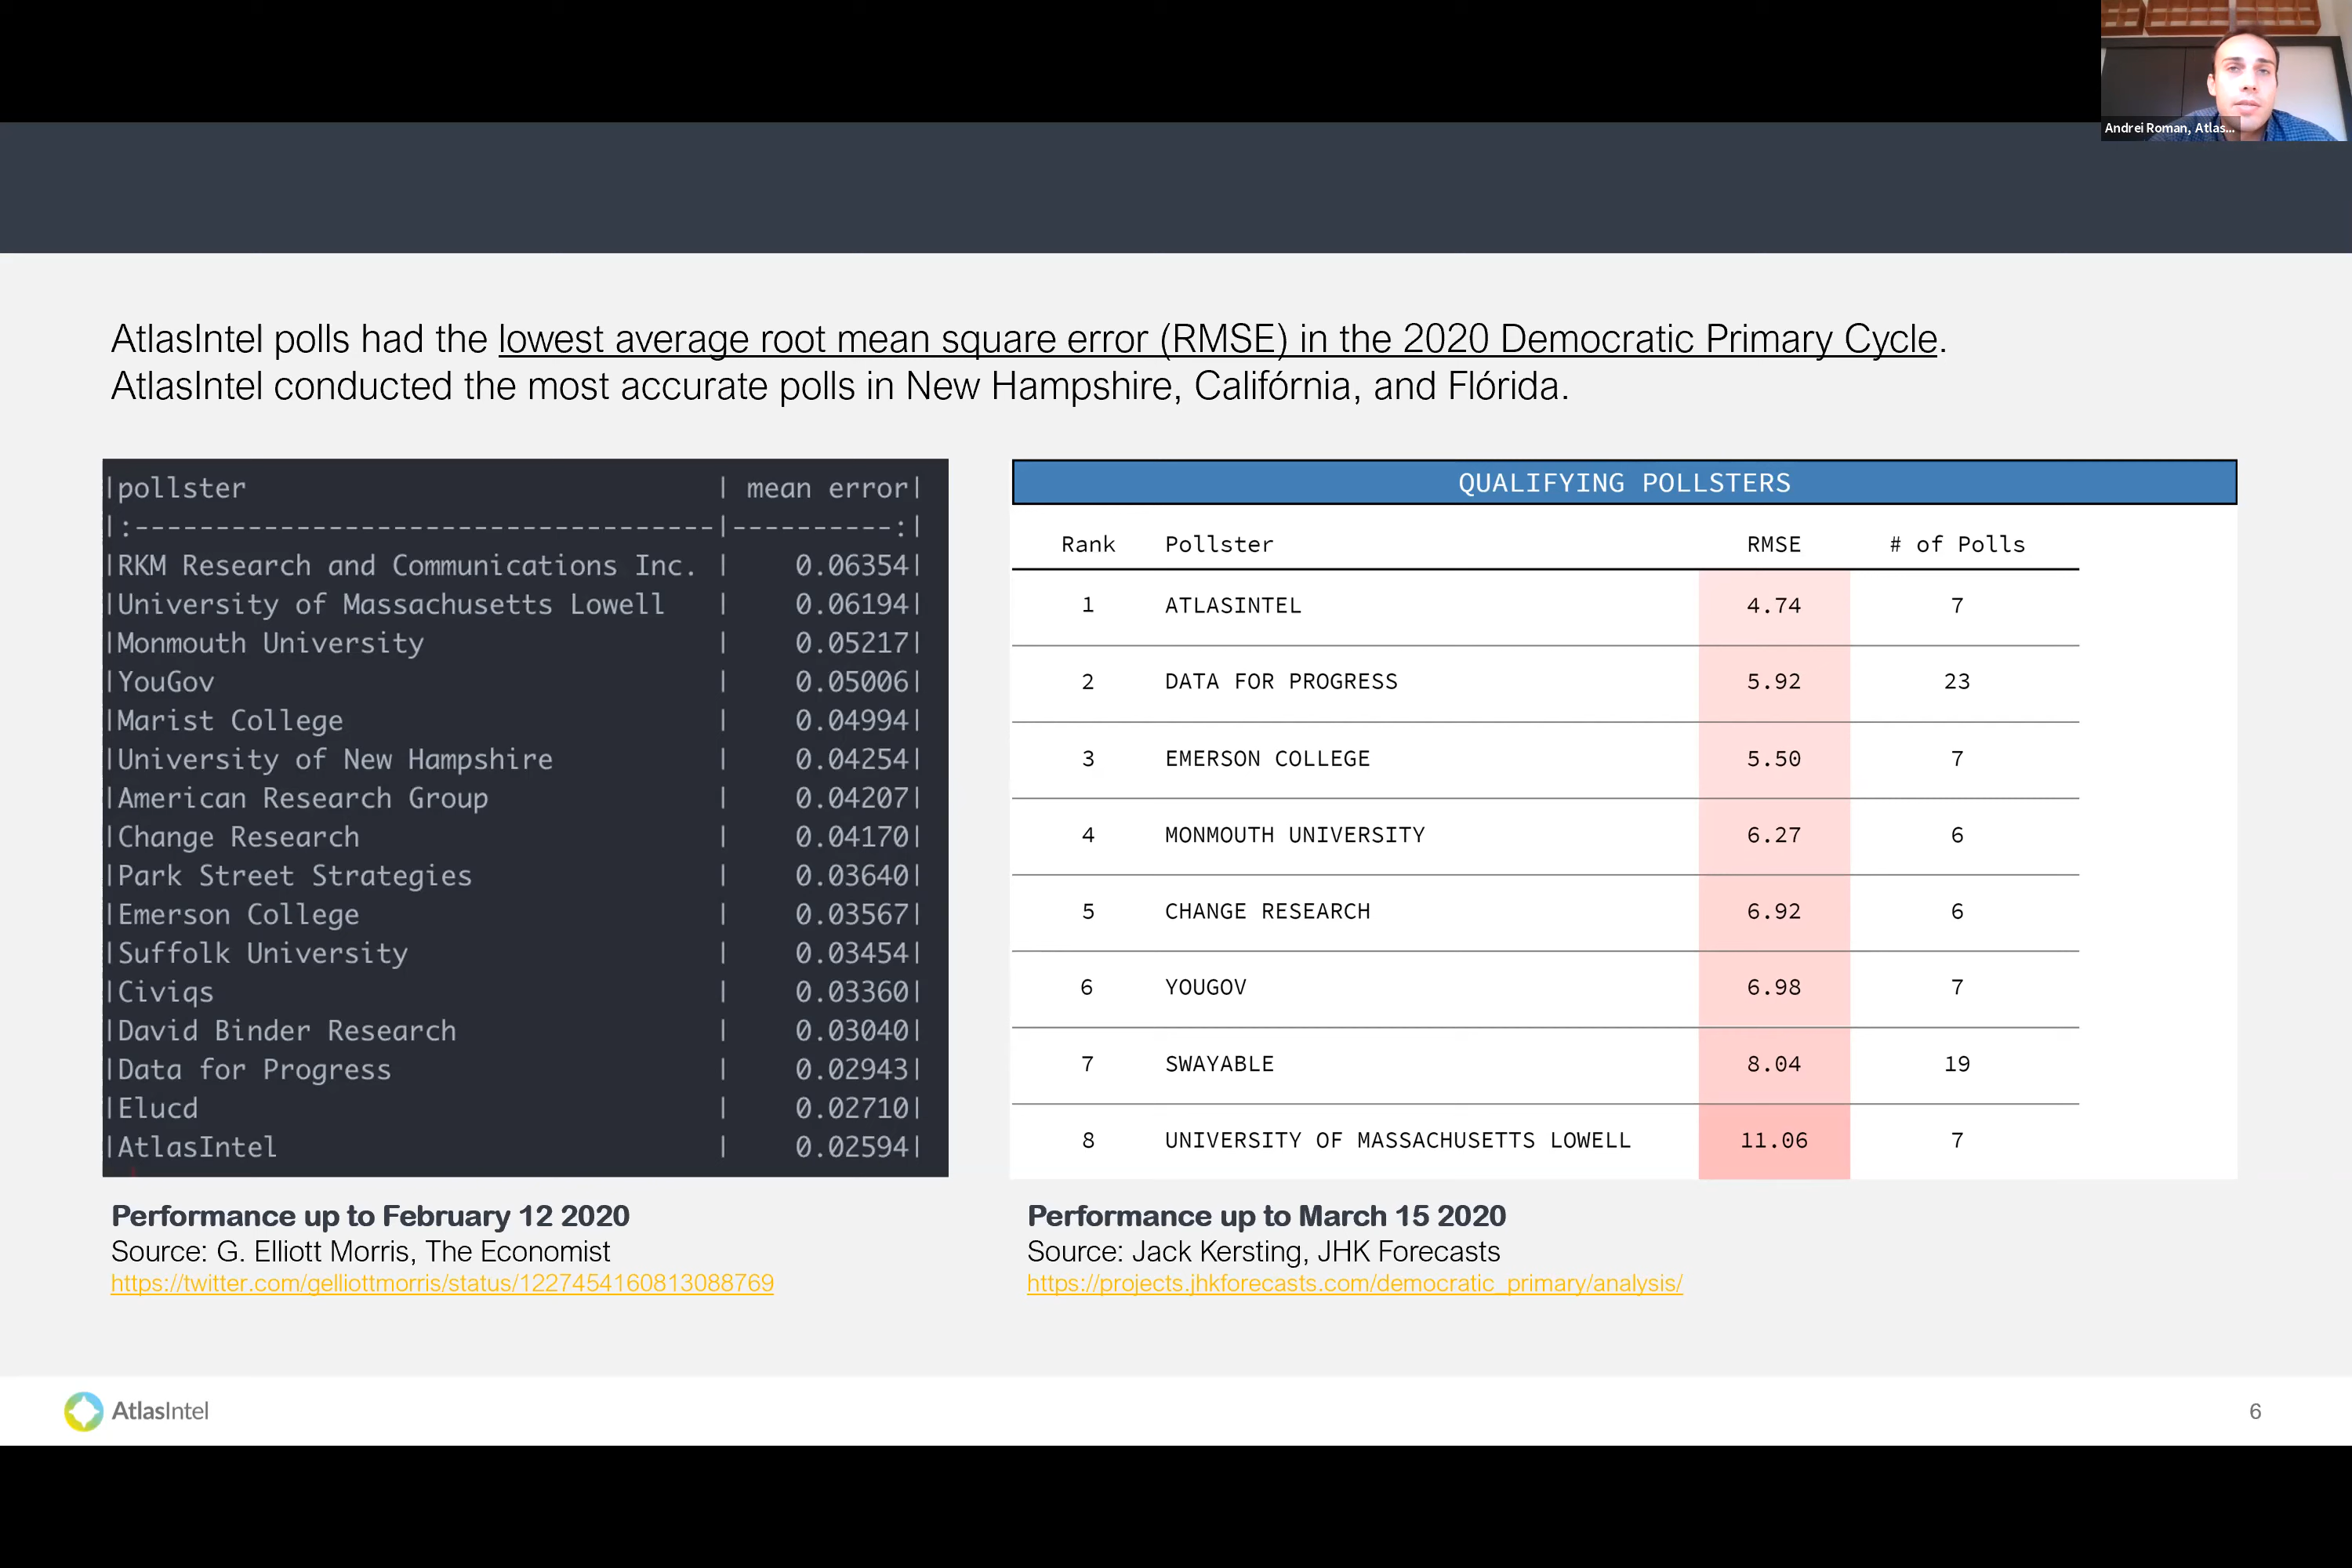 Andrei Roman, Atlas...
AtlasIntel polls had the lowest average root mean square error (RMSE) in the 2020 Democratic Primary Cycle.
AtlasIntel conducted the most accurate polls in New Hampshire, Califórnia, and Flórida.
|pollster | mean error|
|:------------------------------------|----------:|
|RKM Research and Communications Inc. | 0.06354|
|University of Massachusetts Lowell | 0.06194|
|Monmouth University | 0.05217|
|YouGov | 0.05006|
|Marist College | 0.04994|
|University of New Hampshire | 0.04254|
|American Research Group | 0.04207|
|Change Research | 0.04170|
|Park Street Strategies | 0.03640|
|Emerson College | 0.03567|
|Suffolk University | 0.03454|
|Civiqs | 0.03360|
|David Binder Research | 0.03040|
|Data for Progress | 0.02943|
|Elucd | 0.02710|
|AtlasIntel | 0.02594|
Performance up to February 12 2020
Source: G. Elliott Morris, The Economist
https://twitter.com/gelliottmorris/status/1227454160813088769
QUALIFYING POLLSTERS
Rank Pollster RMSE # of Polls
1 ATLASINTEL 4.74 7
2 DATA FOR PROGRESS 5.92 23
3 EMERSON COLLEGE 5.50 7
4 MONMOUTH UNIVERSITY 6.27 6
5 CHANGE RESEARCH 6.92 6
6 YOUGOV 6.98 7
7 SWAYABLE 8.04 19
8 UNIVERSITY OF MASSACHUSETTS LOWELL 11.06 7
Performance up to March 15 2020
Source: Jack Kersting, JHK Forecasts
https://projects.jhkforecasts.com/democratic_primary/analysis/
AtlasIntel
6